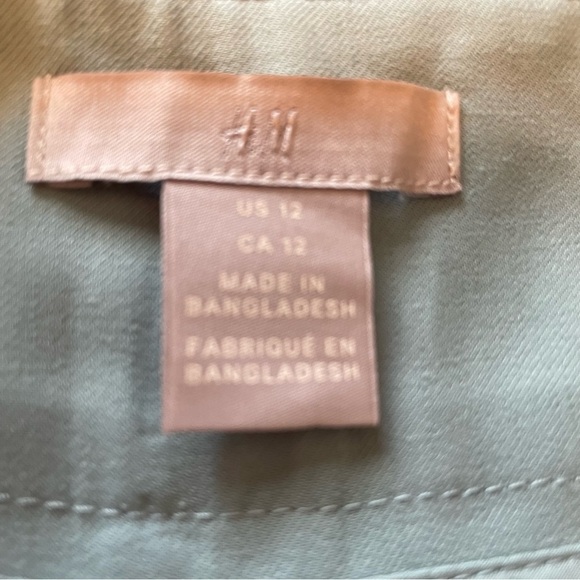 H&M
US 12
CA 12
MADE IN
BANGLADESH
FABRIQUÉ EN
BANGLADESH